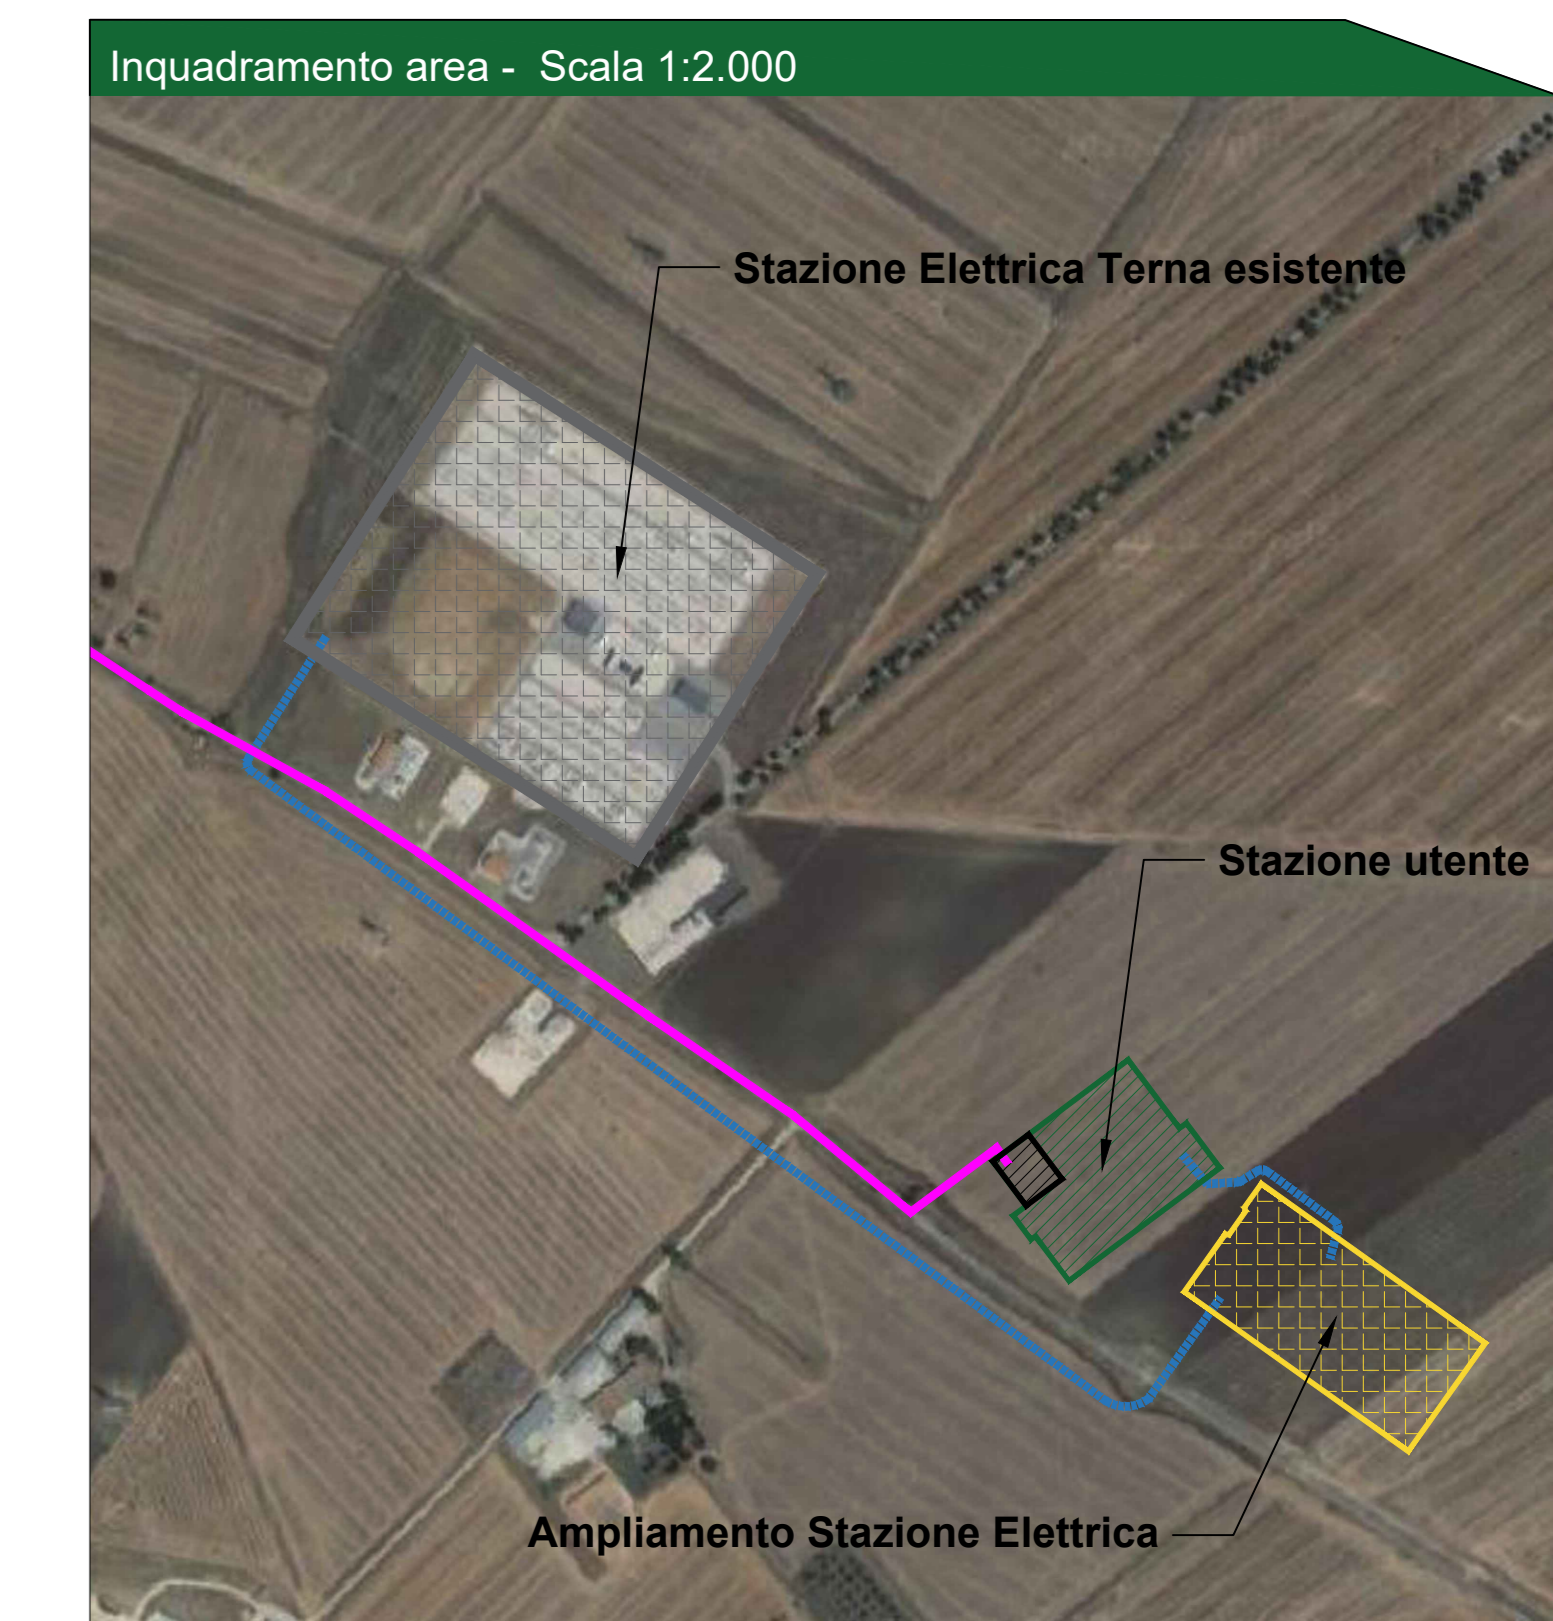 Inquadramento area - Scala 1:2.000
Stazione Elettrica Terna esistente
Stazione utente
Ampliamento Stazione Elettrica